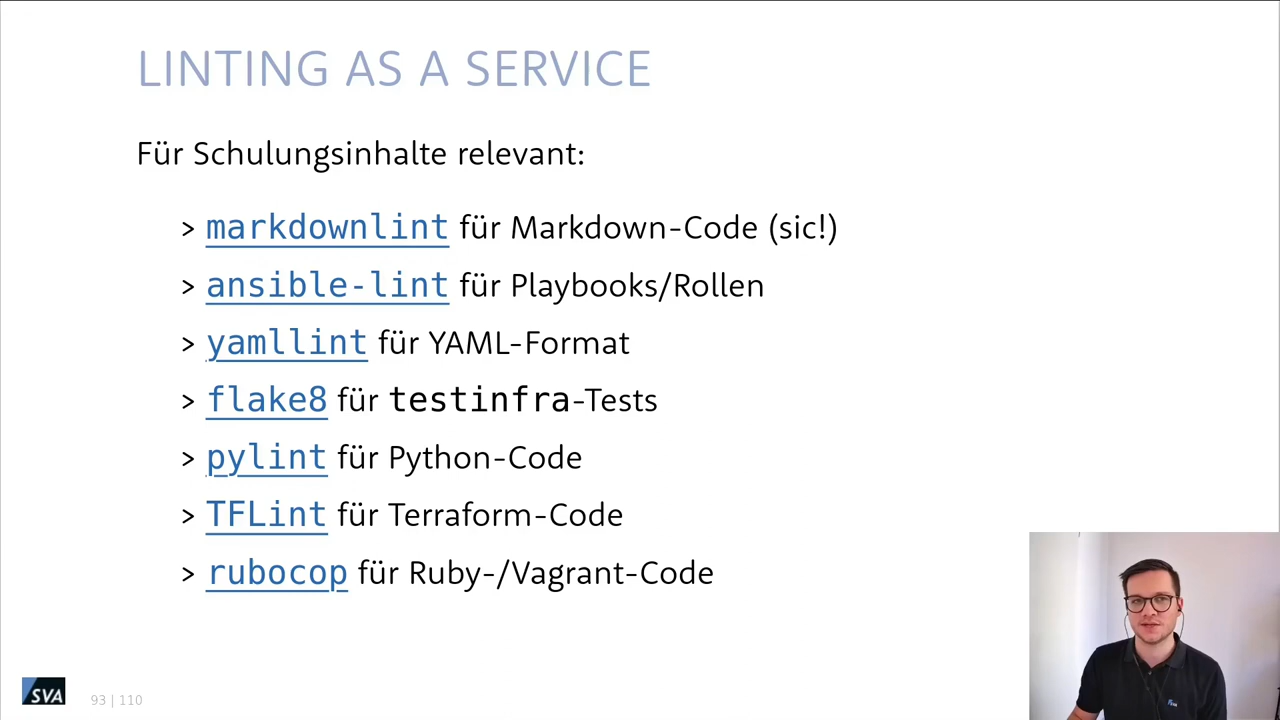 LINTING AS A SERVICE
Für Schulungsinhalte relevant:
> markdownlint für Markdown-Code (sic!)
> ansible-lint für Playbooks/Rollen
> yamllint für YAML-Format
> flake8 für testinfra-Tests
> pylint für Python-Code
> TFLint für Terraform-Code
> rubocop für Ruby-/Vagrant-Code
SVA
93 | 110